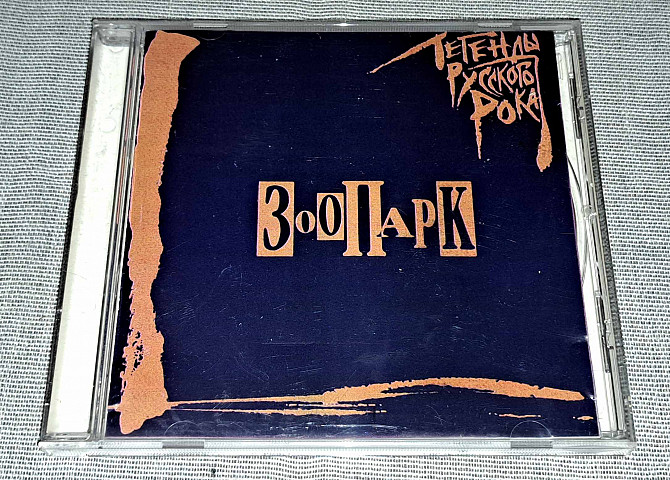 Легенды
Русского
Рока
ЗооПарК